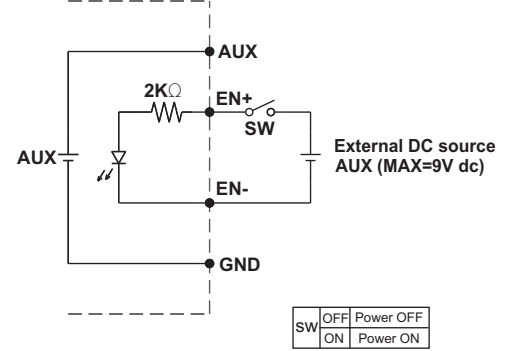 AUX
2KΩ
EN+
SW
AUX
External DC source
AUX (MAX=9V dc)
EN-
GND
SW
OFF Power OFF
ON Power ON